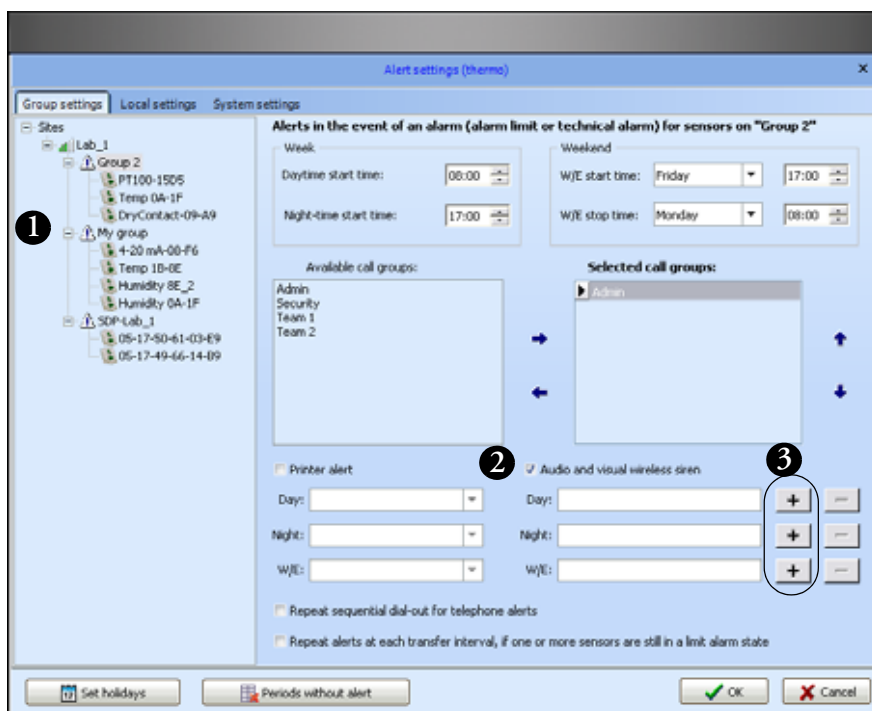 Alert settings (thermo)
Group settings Local settings System settings
Sites
Lab_1
Group 2
PT100-15D5
Temp 0A-1F
DryContact-09-A9
1
My group
4-20 mA-08-F6
Temp 1B-8E
Humidity 8E_2
Humidity 0A-1F
SDP-Lab_1
05-17-50-61-03-E9
05-17-49-66-14-B9
Alerts in the event of an alarm (alarm limit or technical alarm) for sensors on "Group 2"
Week
Daytime start time: 08:00
Night-time start time: 17:00
Weekend
W/E start time: Friday 17:00
W/E stop time: Monday 08:00
Available call groups:
Admin
Security
Team 1
Team 2
Selected call groups:
Admin
Printer alert
Day:
Night:
W/E:
2
Audio and visual wireless siren
3
Day:
Night:
W/E:
Repeat sequential dial-out for telephone alerts
Repeat alerts at each transfer interval, if one or more sensors are still in a limit alarm state
Set holidays Periods without alert OK Cancel